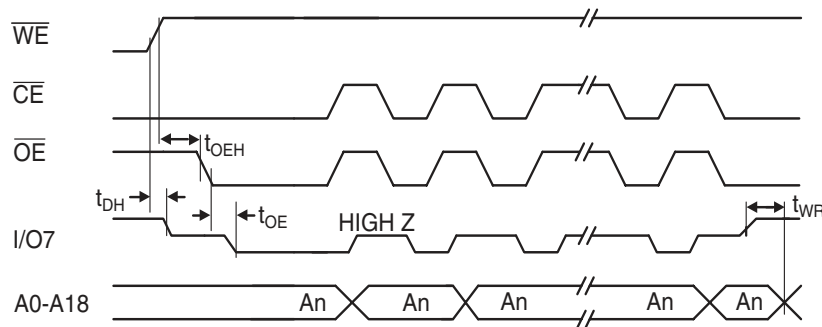 WE
CE
OE
tOEH
tDH
tOE
HIGH Z
tWR
I/O7
A0-A18
An An An An An